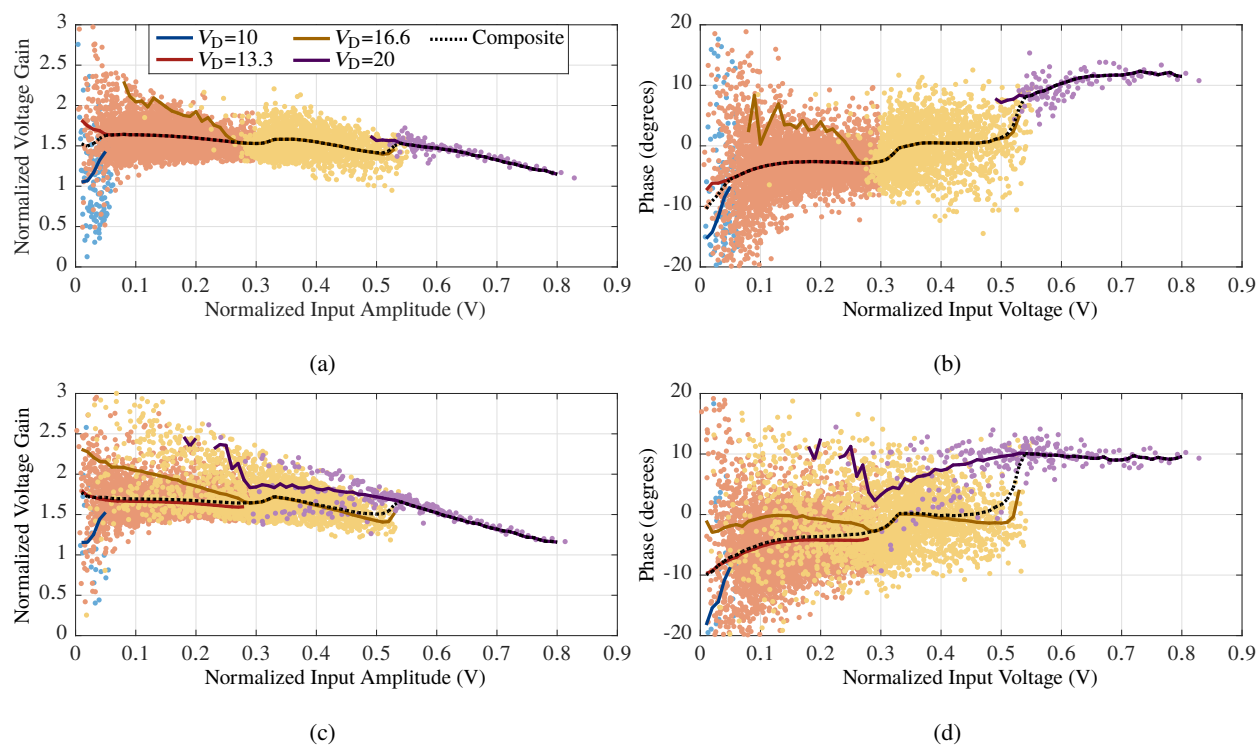 Normalized Voltage Gain
3
2.5
2
1.5
1
0.5
0
V_D=10
V_D=16.6
Composite
V_D=13.3
V_D=20
0 0.1 0.2 0.3 0.4 0.5 0.6 0.7 0.8 0.9
Normalized Input Amplitude (V)
(a)
Phase (degrees)
20
10
0
-10
-20
0 0.1 0.2 0.3 0.4 0.5 0.6 0.7 0.8 0.9
Normalized Input Voltage (V)
(b)
Normalized Voltage Gain
3
2.5
2
1.5
1
0.5
0
0 0.1 0.2 0.3 0.4 0.5 0.6 0.7 0.8 0.9
Normalized Input Amplitude (V)
(c)
Phase (degrees)
20
10
0
-10
-20
0 0.1 0.2 0.3 0.4 0.5 0.6 0.7 0.8 0.9
Normalized Input Voltage (V)
(d)